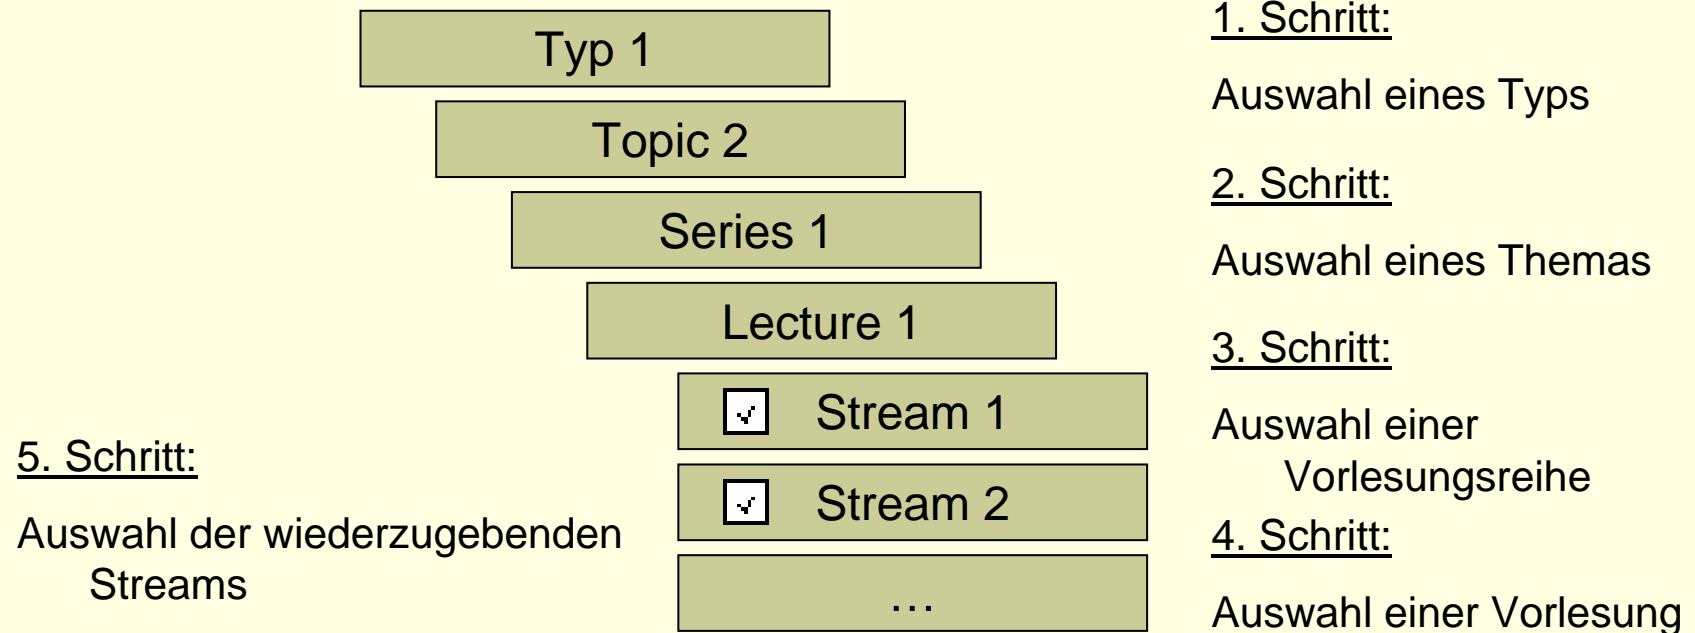 Typ 1
Topic 2
Series 1
Lecture 1
Stream 1
Stream 2
…
1. Schritt:
Auswahl eines Typs
2. Schritt:
Auswahl eines Themas
3. Schritt:
Auswahl einer
Vorlesungsreihe
4. Schritt:
Auswahl einer Vorlesung
5. Schritt:
Auswahl der wiederzugebenden
Streams